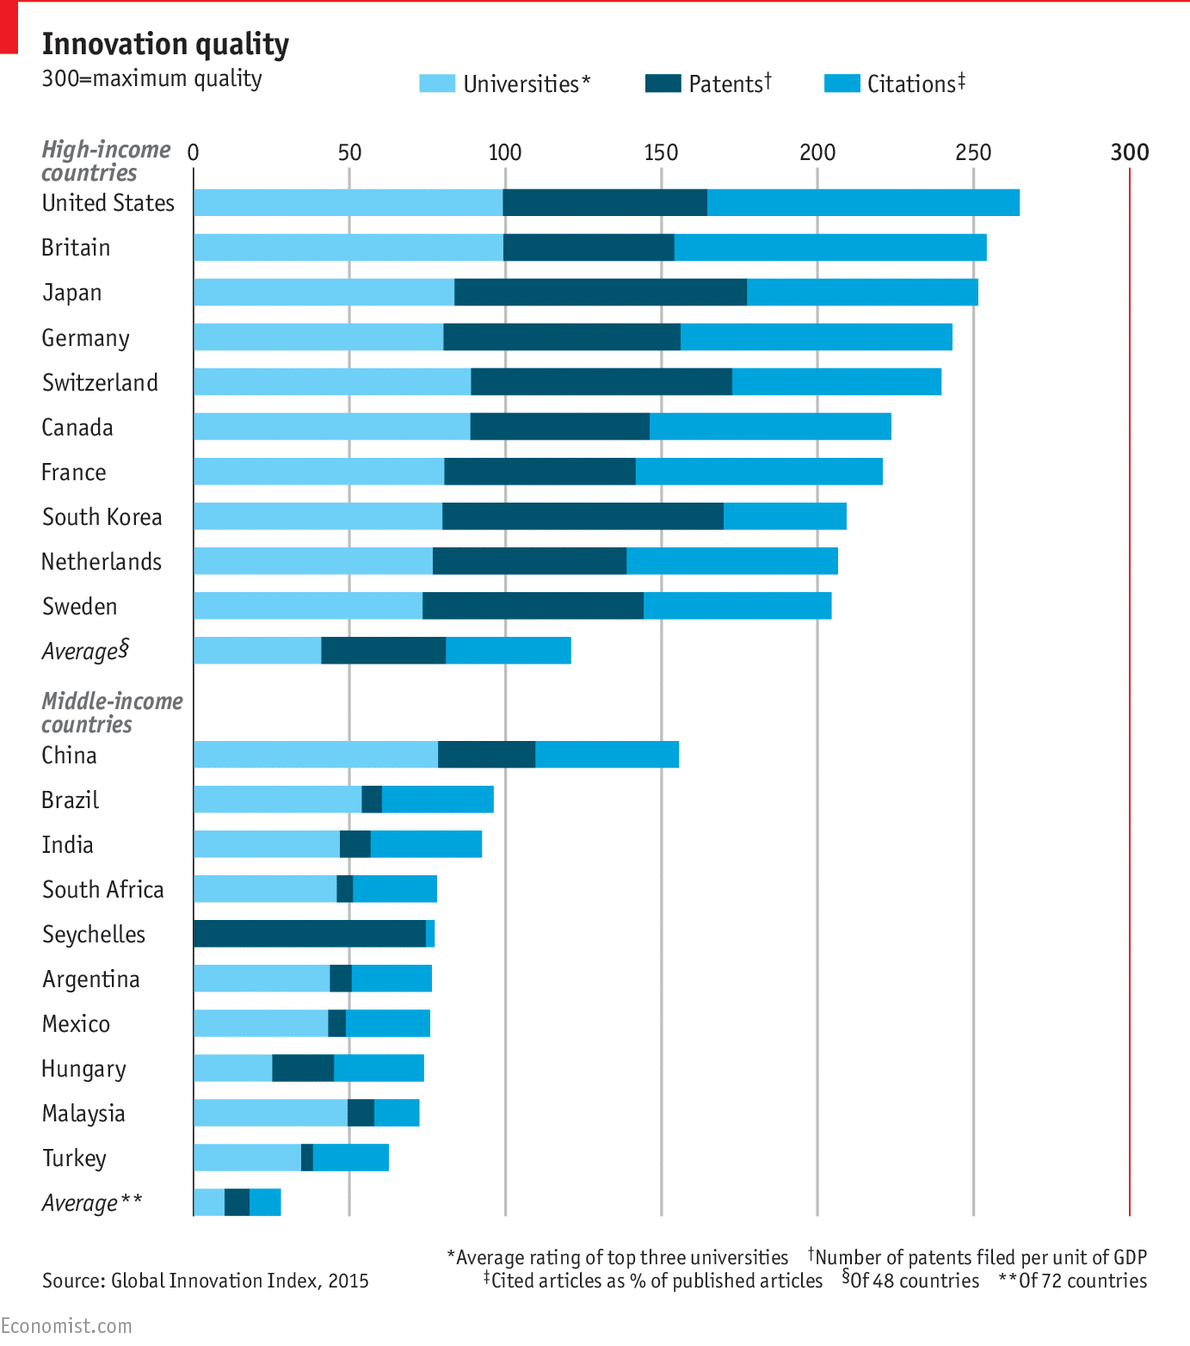 Innovation quality
300=maximum quality
Universities* Patents† Citations‡
High-income
countries
0 50 100 150 200 250 300
United States
Britain
Japan
Germany
Switzerland
Canada
France
South Korea
Netherlands
Sweden
Average§
Middle-income
countries
China
Brazil
India
South Africa
Seychelles
Argentina
Mexico
Hungary
Malaysia
Turkey
Average**
*Average rating of top three universities †Number of patents filed per unit of GDP
Source: Global Innovation Index, 2015 ‡Cited articles as % of published articles §Of 48 countries **Of 72 countries
Economist.com